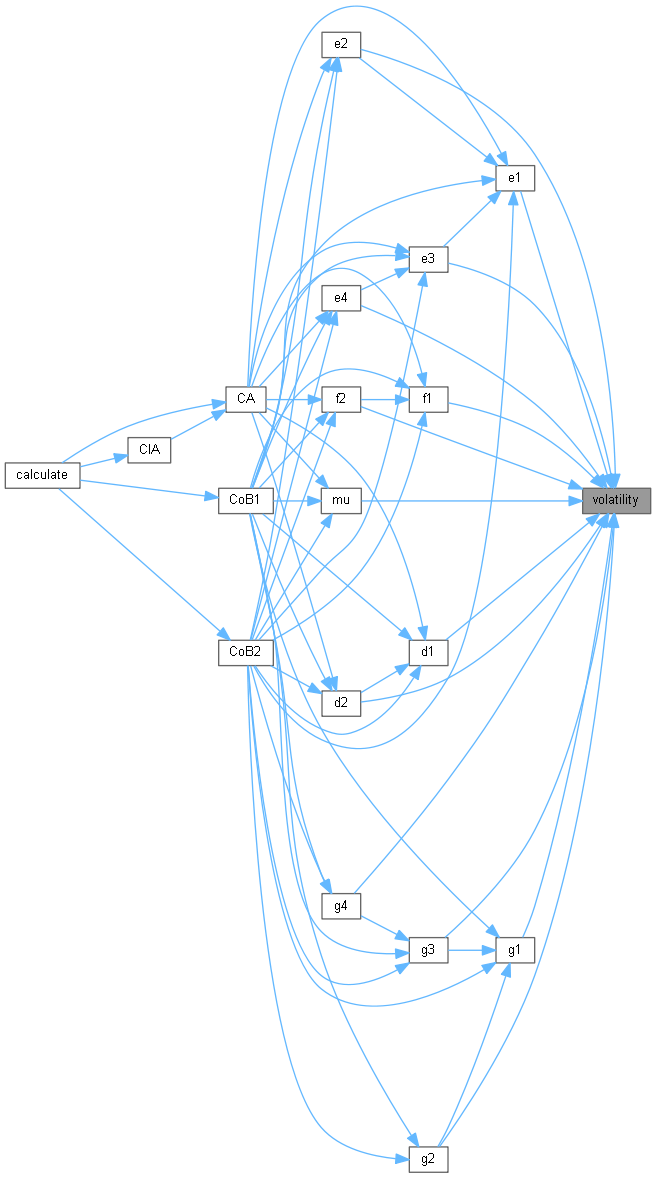 e2
e1
e3
e4
CA
f2
f1
CIA
calculate
CoB1
mu
volatility
CoB2
d1
d2
g4
g3
g1
g2